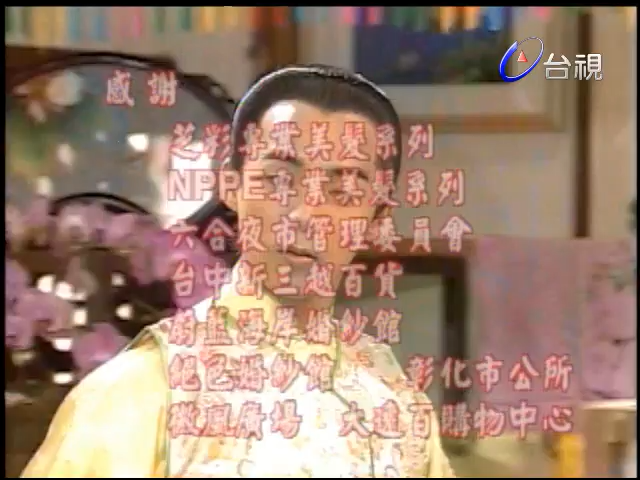 台視
感謝
芝彩專業美髮系列
NPPE專業美髮系列
六合夜市管理委員會
台中新三越百貨
蔚藍海岸婚紗館
絕色婚紗館 彰化市公所
微風廣場 大遠百購物中心